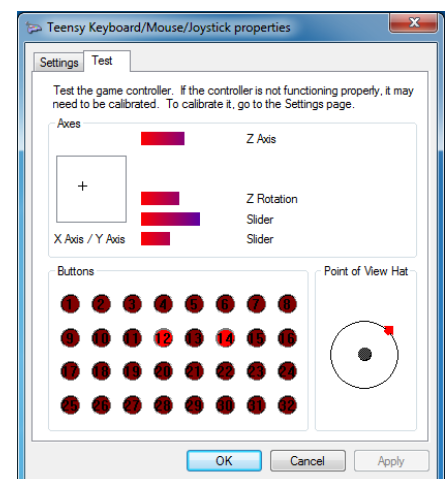 Teensy Keyboard/Mouse/Joystick properties
Settings Test
Test the game controller. If the controller is not functioning properly, it may
need to be calibrated. To calibrate it, go to the Settings page.
Axes
Z Axis
Z Rotation
Slider
X Axis / Y Axis
Slider
Buttons
1 2 3 4 5 6 7 8
9 10 11 12 13 14 15 16
17 18 19 20 21 22 23 24
25 26 27 28 29 30 31 32
Point of View Hat
OK Cancel Apply